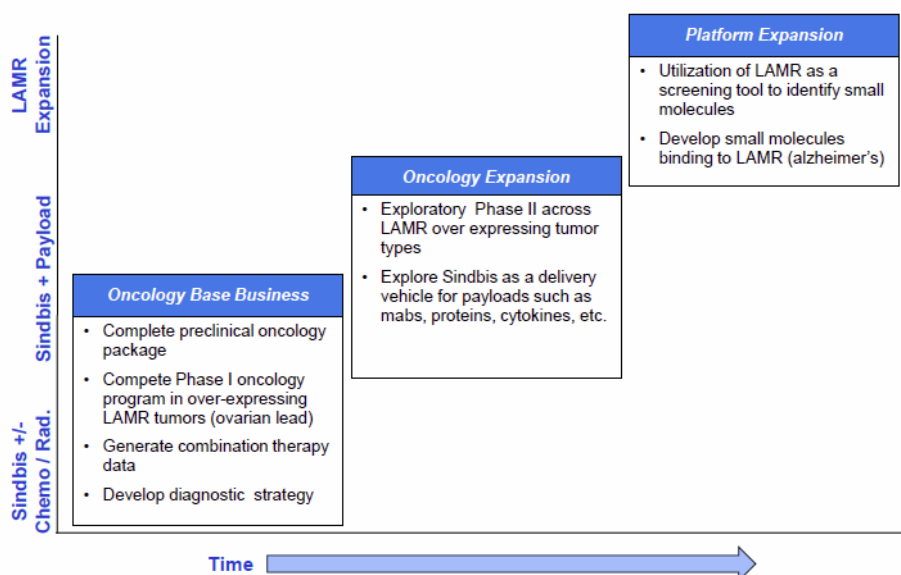 LAMR
Expansion
Sindbis + Payload
Sindbis +/-
Chemo / Rad.
Platform Expansion
• Utilization of LAMR as a
screening tool to identify small
molecules
• Develop small molecules
binding to LAMR (alzheimer's)
Oncology Expansion
• Exploratory Phase II across
LAMR over expressing tumor
types
• Explore Sindbis as a delivery
vehicle for payloads such as
mabs, proteins, cytokines, etc.
Oncology Base Business
• Complete preclinical oncology
package
• Compete Phase I oncology
program in over-expressing
LAMR tumors (ovarian lead)
• Generate combination therapy
data
• Develop diagnostic strategy
Time